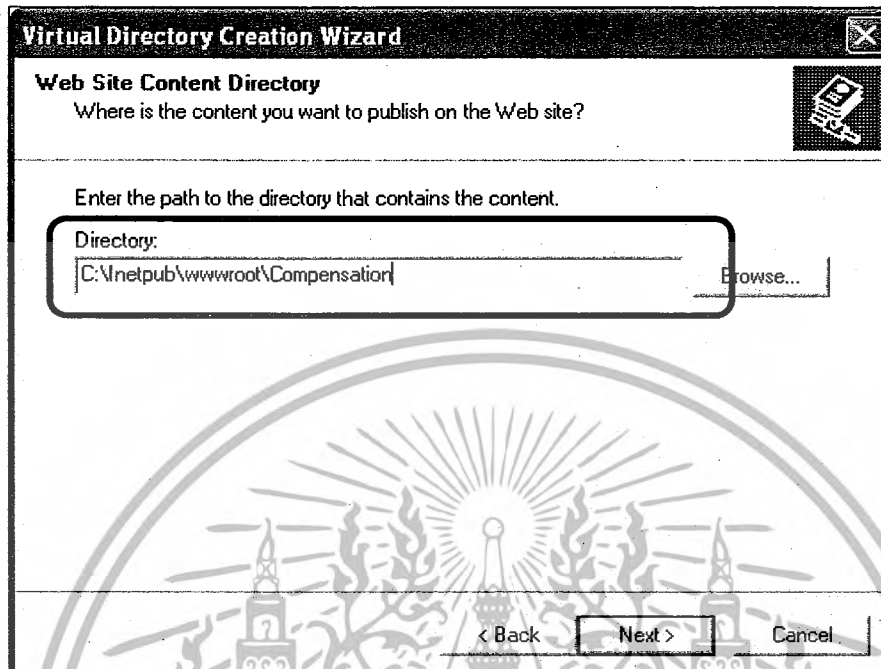 Virtual Directory Creation Wizard
Web Site Content Directory
Where is the content you want to publish on the Web site?
Enter the path to the directory that contains the content.
Directory:
C:\Inetpub\wwwroot\Compensation
Browse...
< Back Next > Cancel